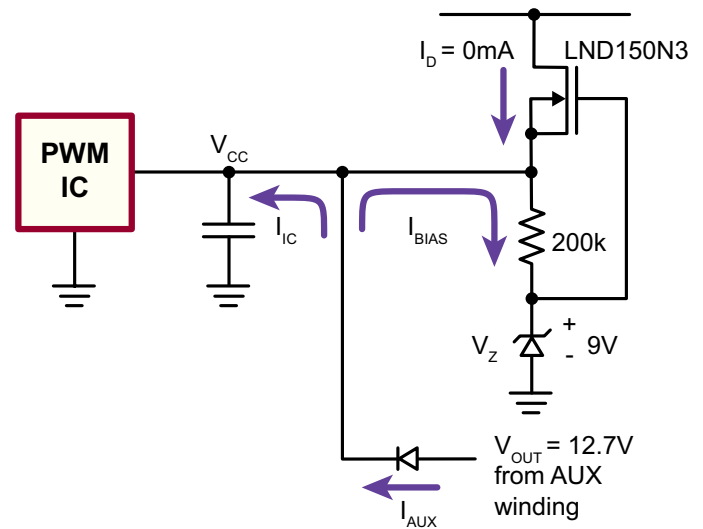 I_D = 0mA
LND150N3
PWM
IC
V_CC
I_IC
I_BIAS
200k
V_Z
+
-
9V
V_OUT = 12.7V
from AUX
winding
I_AUX